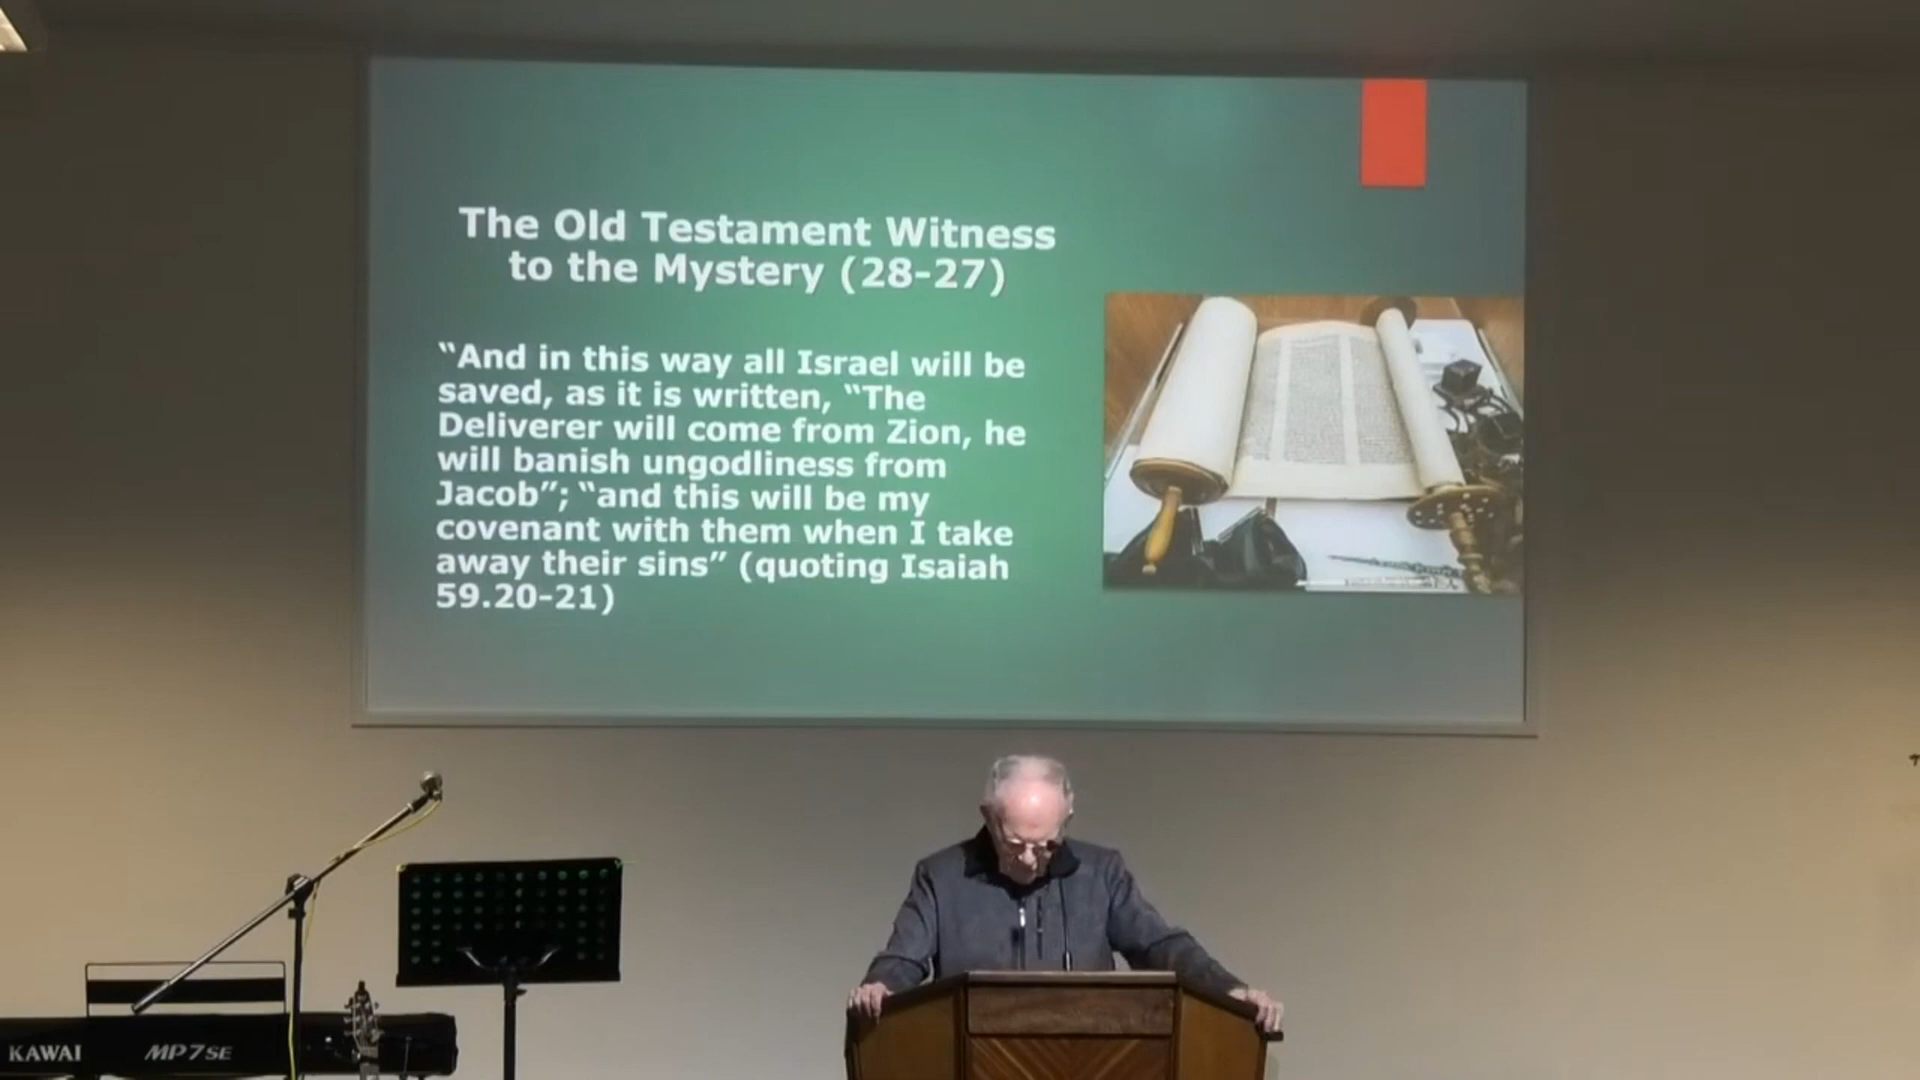 The Old Testament Witness
to the Mystery (28-27)
“And in this way all Israel will be
saved, as it is written, “The
Deliverer will come from Zion, he
will banish ungodliness from
Jacob”; “and this will be my
covenant with them when I take
away their sins” (quoting Isaiah
59.20-21)
KAWAI MP7SE